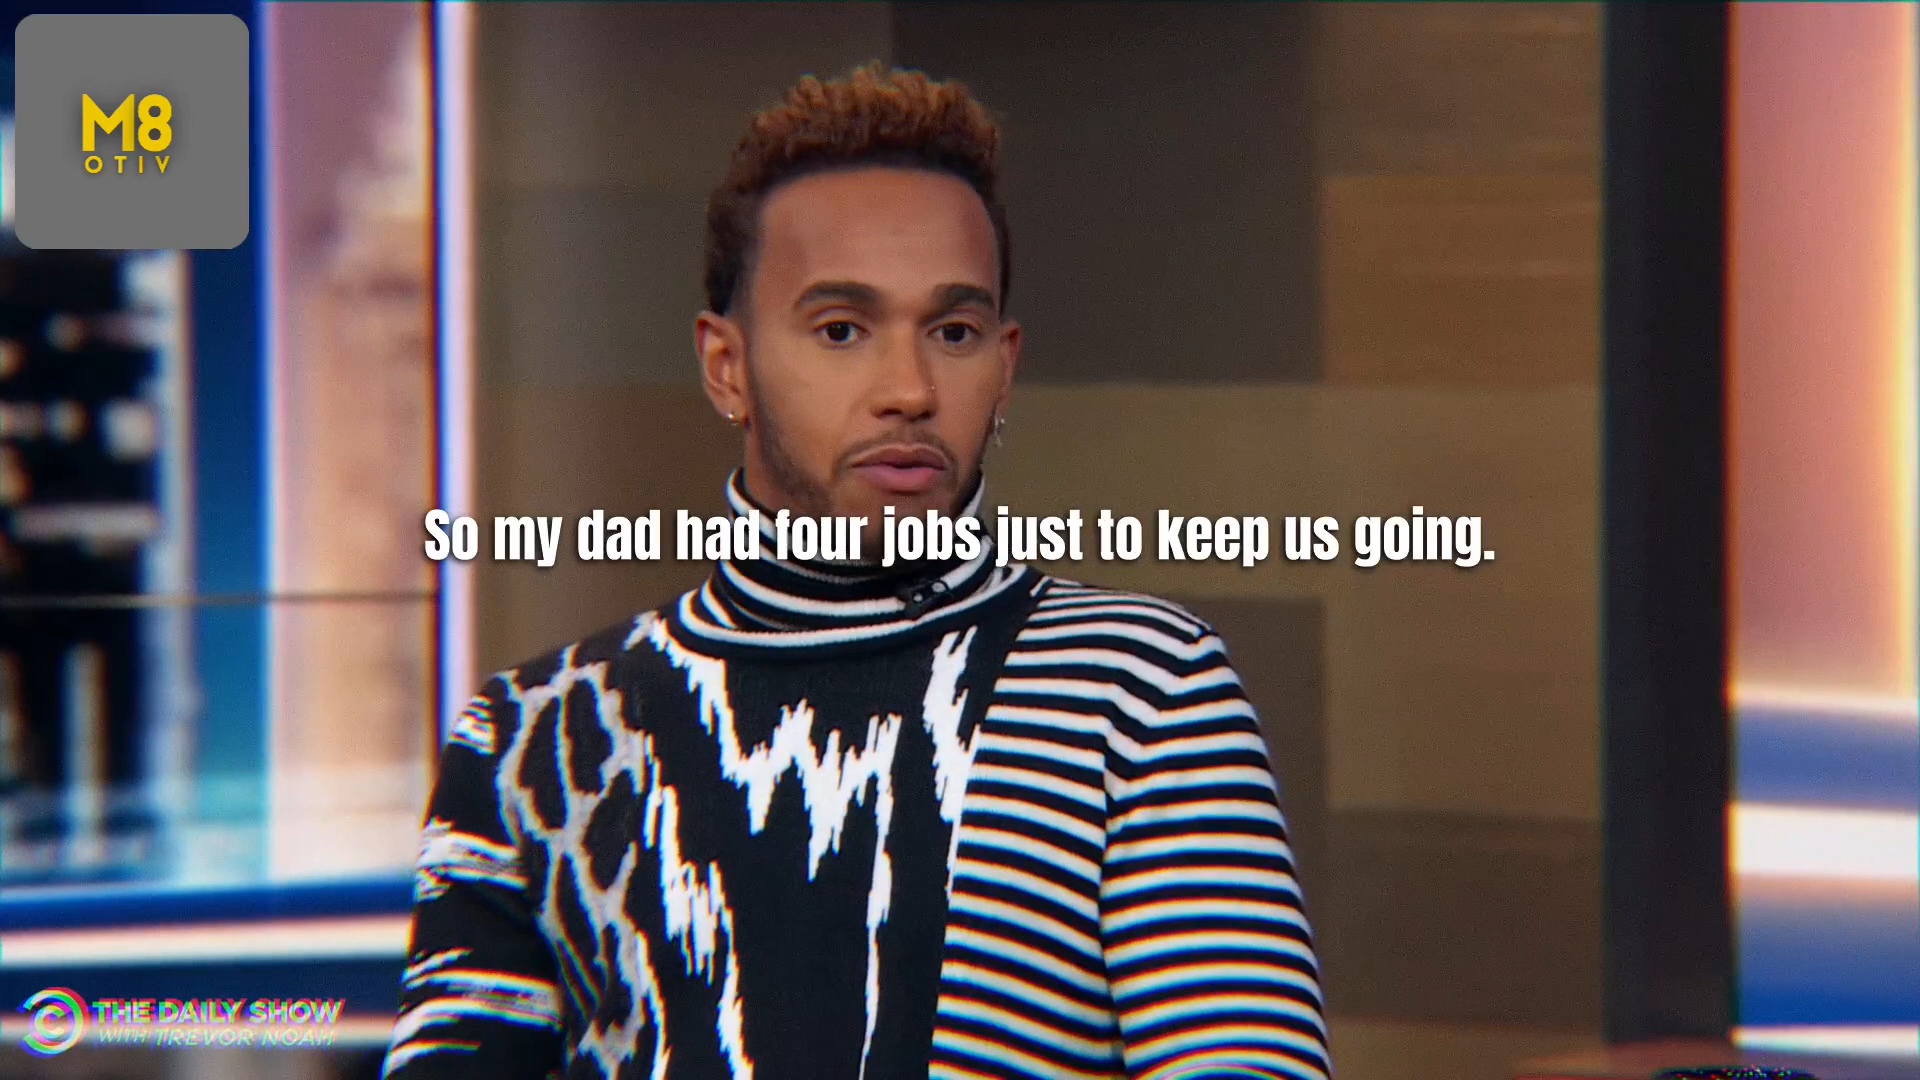 M8
OTIV
So my dad had four jobs just to keep us going.
THE DAILY SHOW
WITH TREVOR NOAH